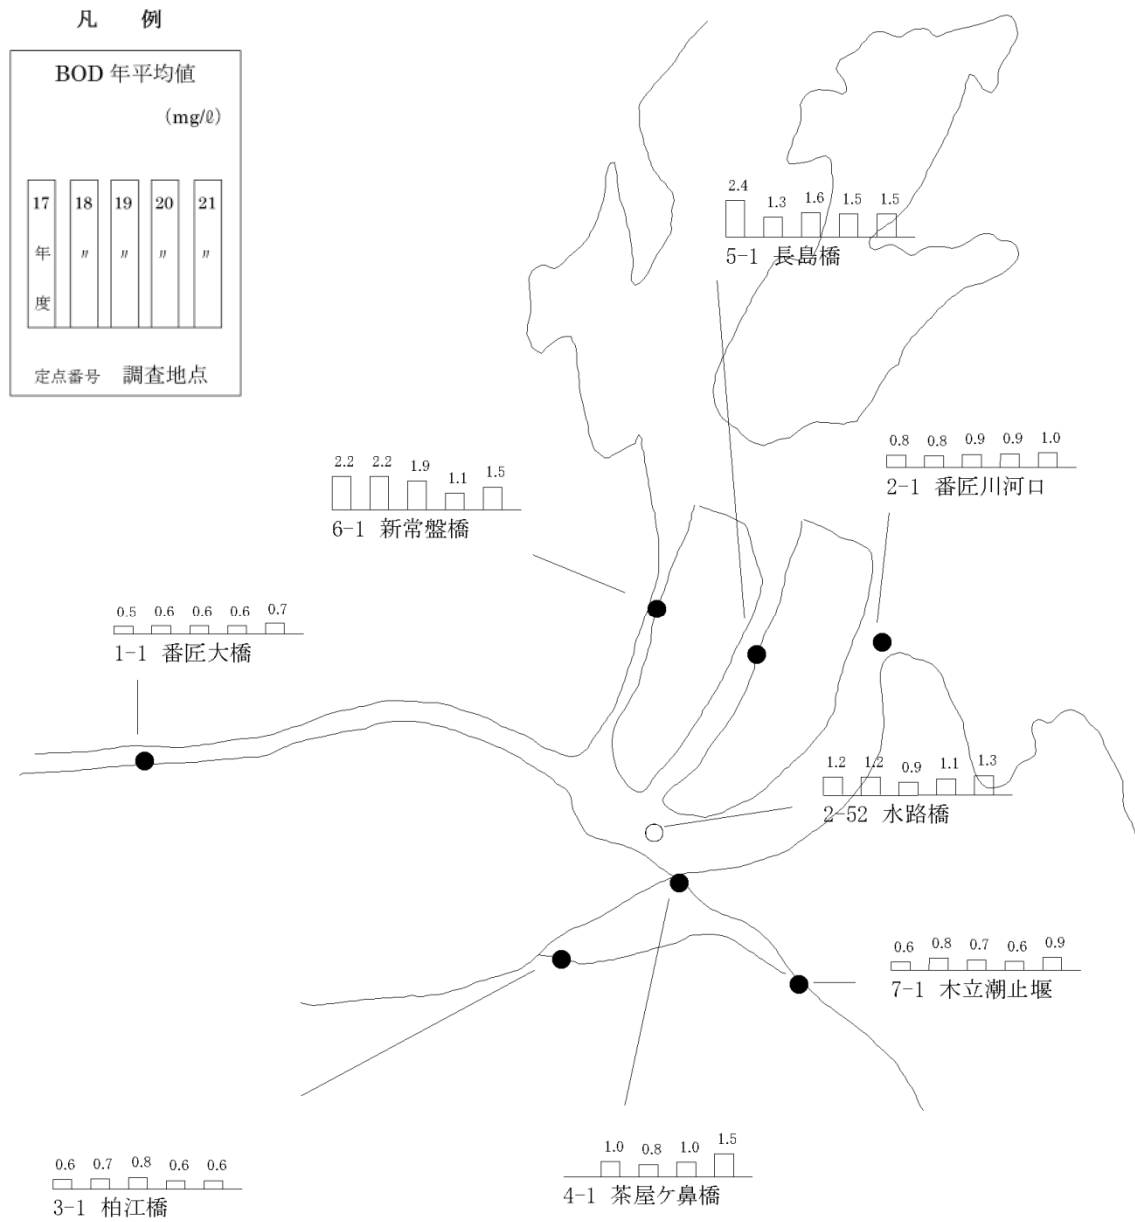 凡 例
BOD 年平均値
(mg/ℓ)
17年度 18〃 19〃 20〃 21〃
定点番号 調査地点
2.4 1.3 1.6 1.5 1.5
5-1 長島橋
0.8 0.8 0.9 0.9 1.0
2-1 番匠川河口
2.2 2.2 1.9 1.1 1.5
6-1 新常盤橋
0.5 0.6 0.6 0.6 0.7
1-1 番匠大橋
1.2 1.2 0.9 1.1 1.3
2-52 水路橋
0.6 0.8 0.7 0.6 0.9
7-1 木立潮止堰
1.0 0.8 1.0 1.5
4-1 茶屋ケ鼻橋
0.6 0.7 0.8 0.6 0.6
3-1 柏江橋